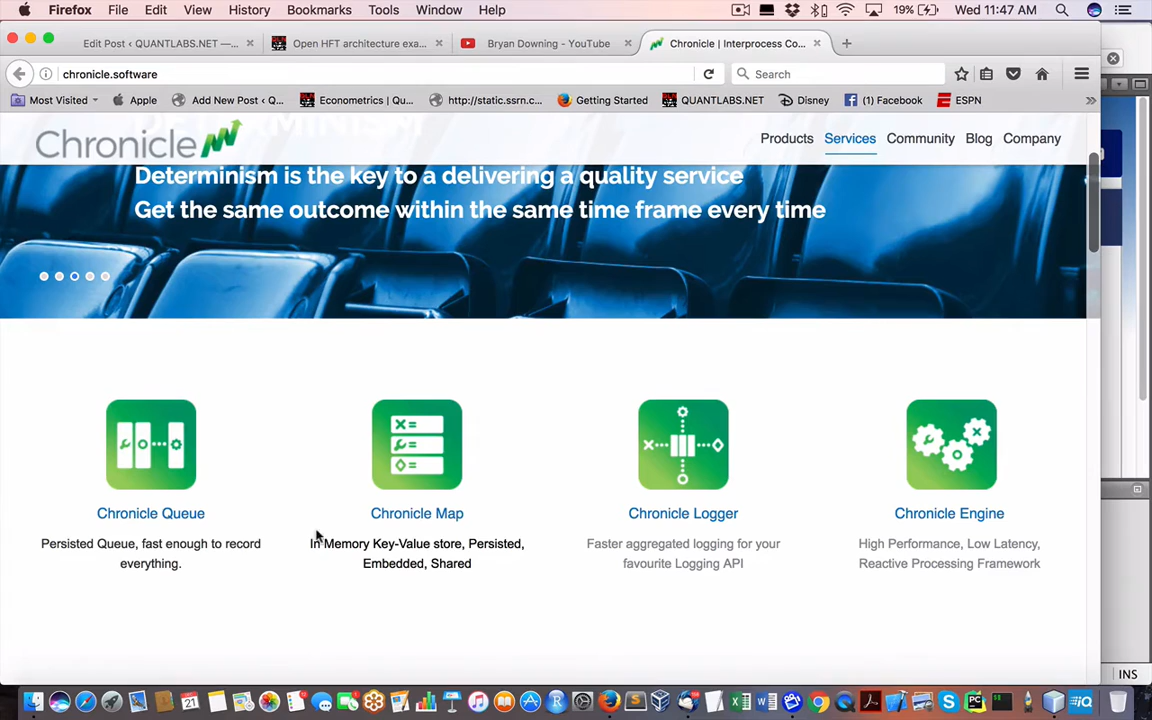 Firefox File Edit View History Bookmarks Tools Window Help 19% Wed 11:47 AM
Edit Post ‹ QUANTLABS.NET —... Open HFT architecture exa... Bryan Downing - YouTube Chronicle | Interprocess Co...
chronicle.software Search
Most Visited Apple Add New Post ‹ Q... Econometrics | Qu... http://static.ssrn.c... Getting Started QUANTLABS.NET Disney (1) Facebook ESPN
Chronicle Products Services Community Blog Company
DETERMINISM
Determinism is the key to a delivering a quality service
Get the same outcome within the same time frame every time
Chronicle Queue Chronicle Map Chronicle Logger Chronicle Engine
Persisted Queue, fast enough to record In Memory Key-Value store, Persisted, Faster aggregated logging for your High Performance, Low Latency,
everything. Embedded, Shared favourite Logging API Reactive Processing Framework
INS
21